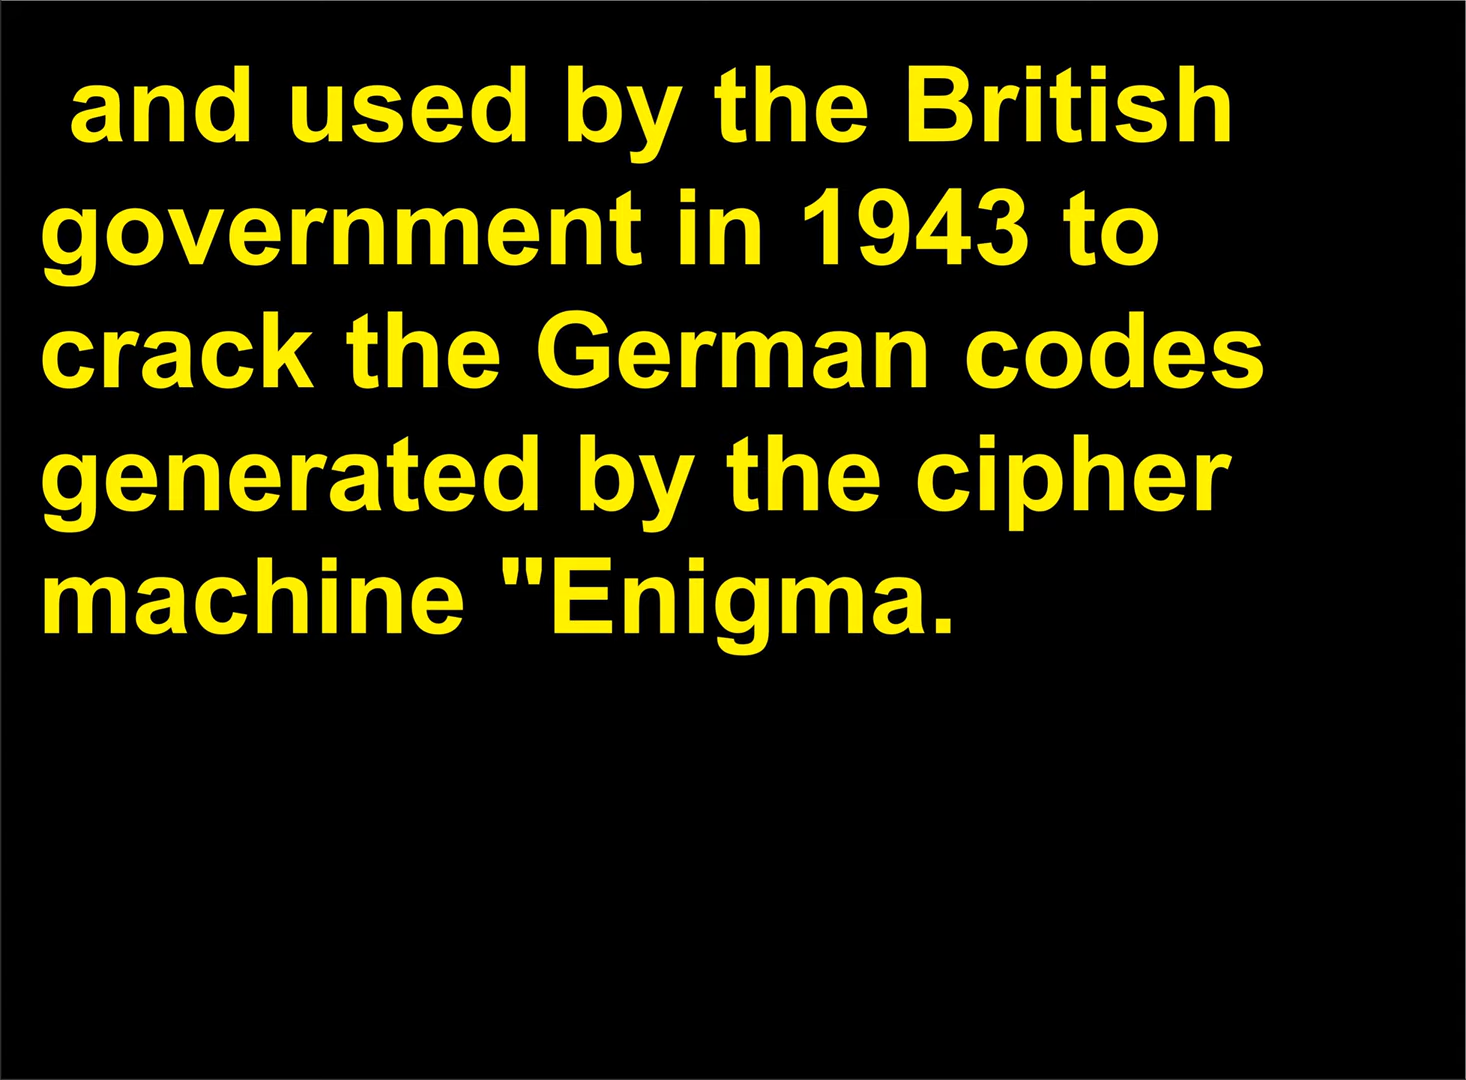 and used by the British
government in 1943 to
crack the German codes
generated by the cipher
machine "Enigma.